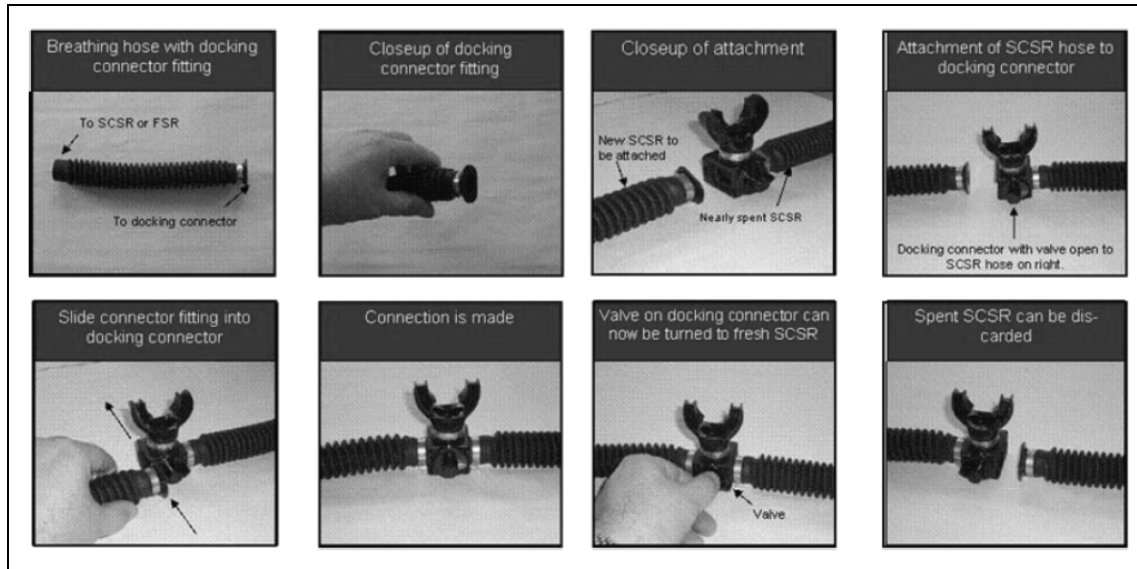 Breathing hose with docking
connector fitting
To SCSR or FSR
To docking connector
Closeup of docking
connector fitting
Closeup of attachment
New SCSR to
be attached
Nearly spent SCSR
Attachment of SCSR hose to
docking connector
Docking connector with valve open to
SCSR hose on right.
Slide connector fitting into
docking connector
Connection is made
Valve on docking connector can
now be turned to fresh SCSR
Valve
Spent SCSR can be dis-
carded